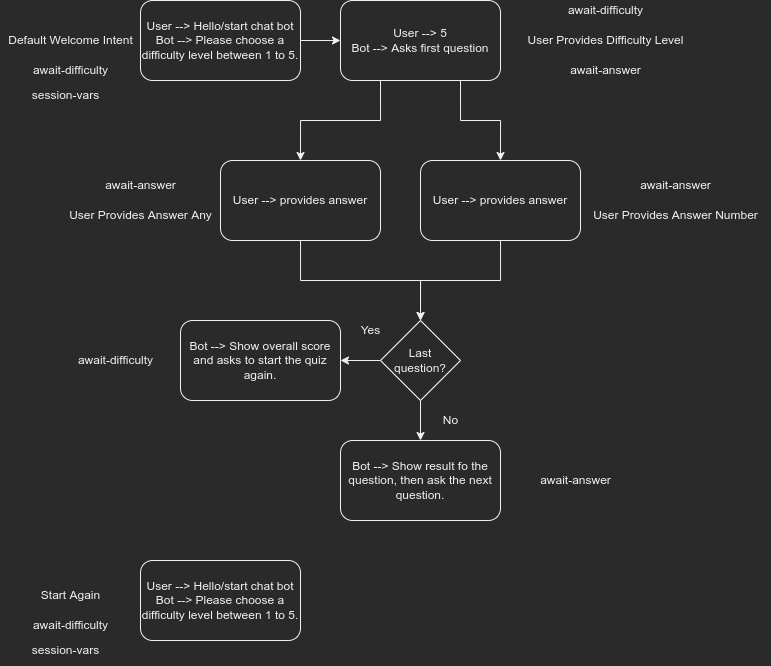 Default Welcome Intent
await-difficulty
session-vars
User --> Hello/start chat bot
Bot --> Please choose a
difficulty level between 1 to 5.
User --> 5
Bot --> Asks first question
await-difficulty
User Provides Difficulty Level
await-answer
await-answer
User Provides Answer Any
User --> provides answer
User --> provides answer
await-answer
User Provides Answer Number
Yes
Last
question?
await-difficulty
Bot --> Show overall score
and asks to start the quiz
again.
No
Bot --> Show result fo the
question, then ask the next
question.
await-answer
Start Again
await-difficulty
session-vars
User --> Hello/start chat bot
Bot --> Please choose a
difficulty level between 1 to 5.